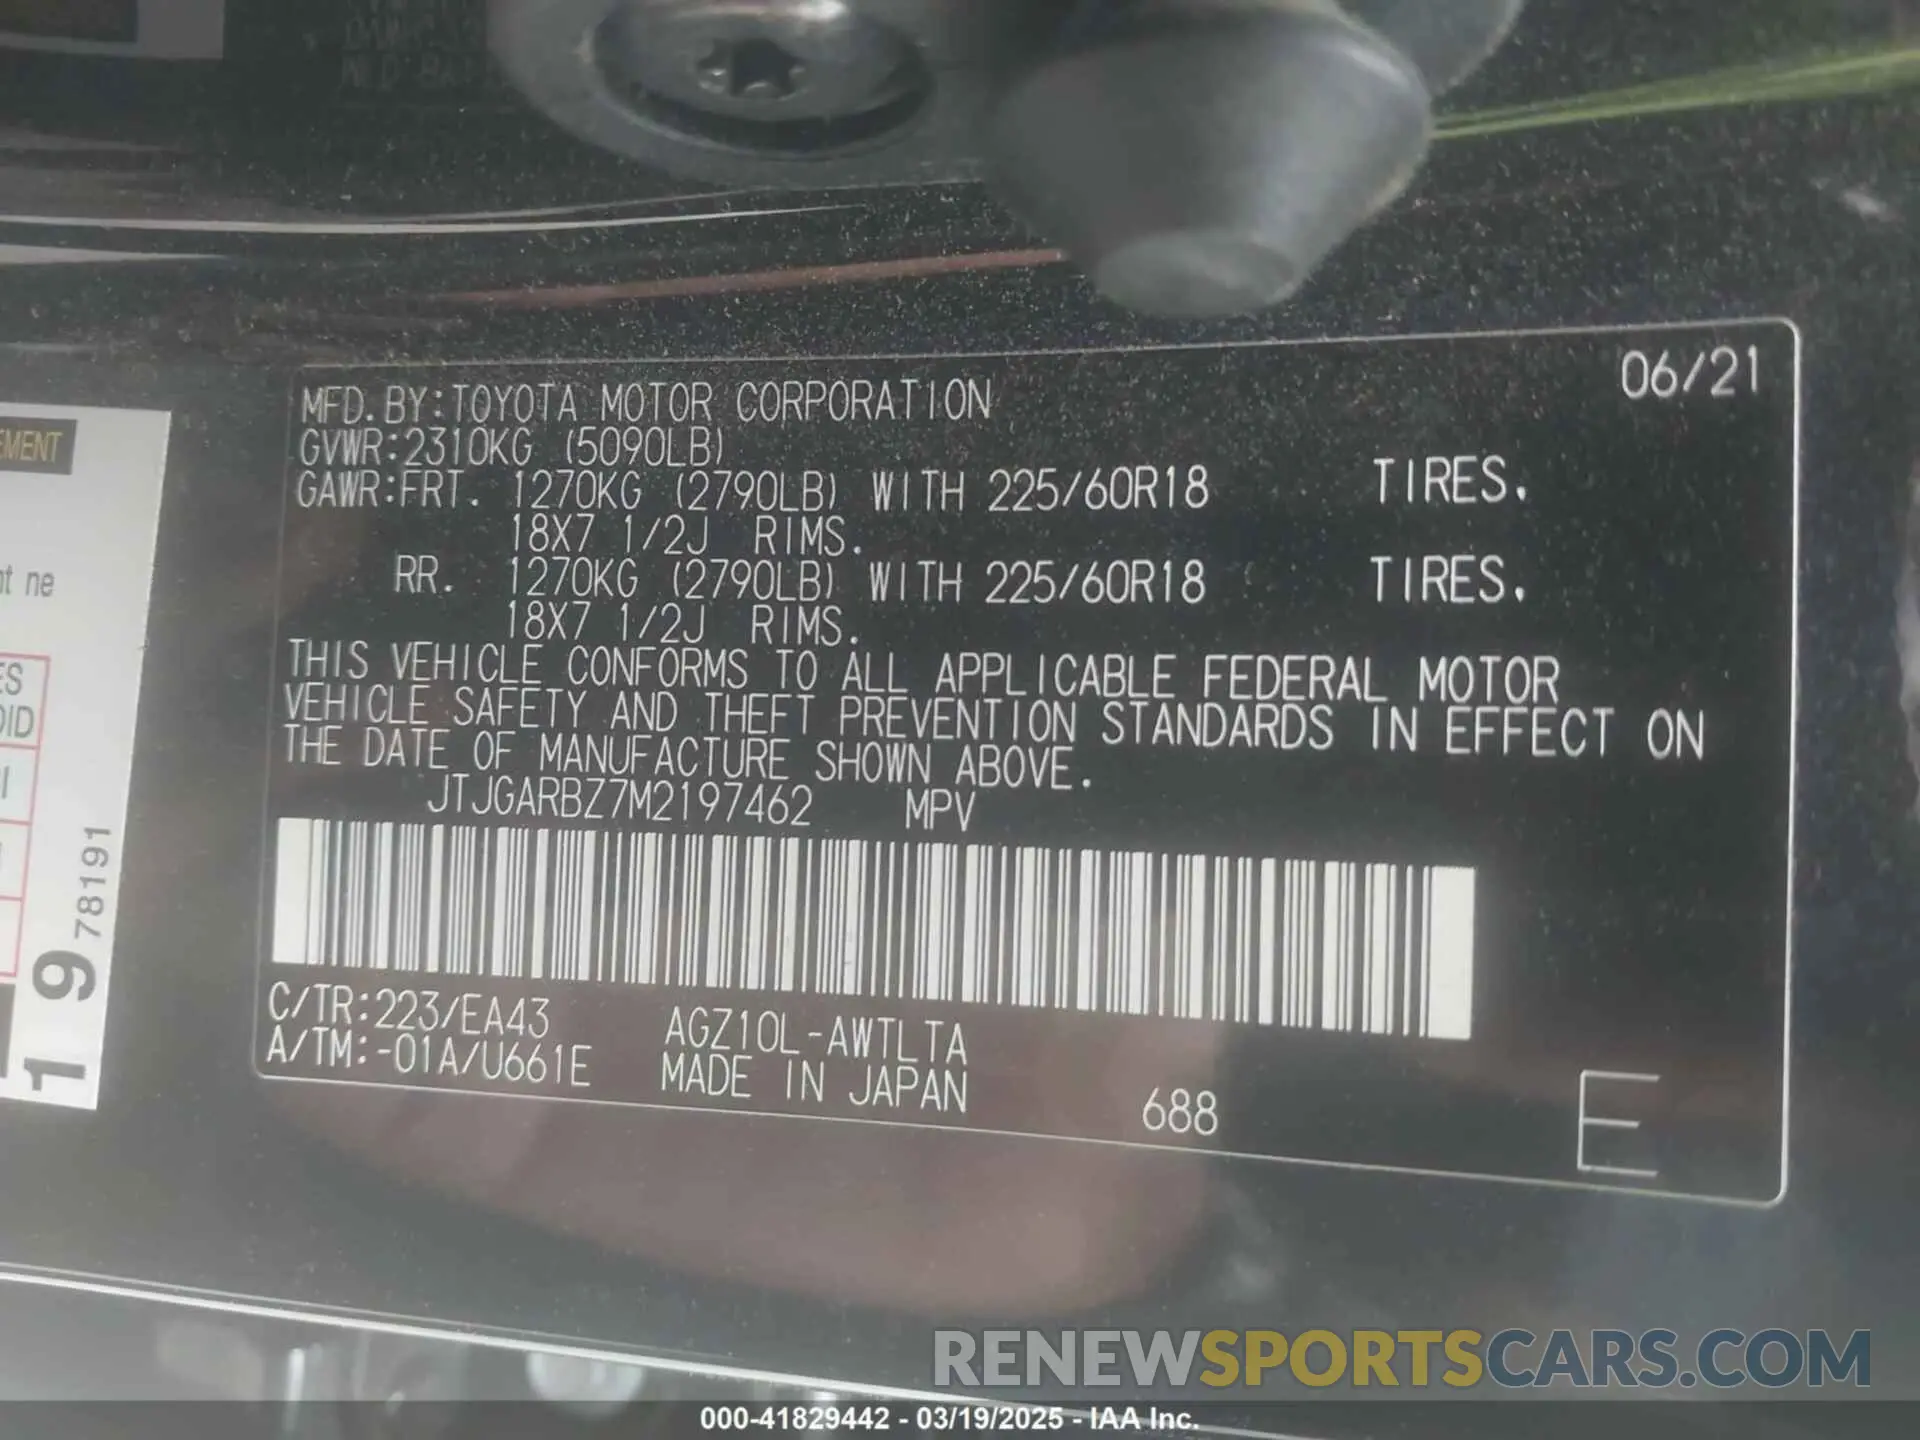 06/21
MFD.BY:TOYOTA MOTOR CORPORATION
GVWR:2310KG (5090LB)
GAWR:FRT. 1270KG (2790LB) WITH 225/60R18 TIRES.
18X7 1/2J RIMS.
RR. 1270KG (2790LB) WITH 225/60R18 TIRES.
18X7 1/2J RIMS.
THIS VEHICLE CONFORMS TO ALL APPLICABLE FEDERAL MOTOR
VEHICLE SAFETY AND THEFT PREVENTION STANDARDS IN EFFECT ON
THE DATE OF MANUFACTURE SHOWN ABOVE.
JTJGARBZ7M2197462 MPV
C/TR:223/EA43 AGZ10L-AWTLTA
A/TM:-01A/U661E MADE IN JAPAN
688
E
ne
19 78191
RENEWSPORTSCARS.COM
000-41829442 - 03/19/2025 - IAA Inc.